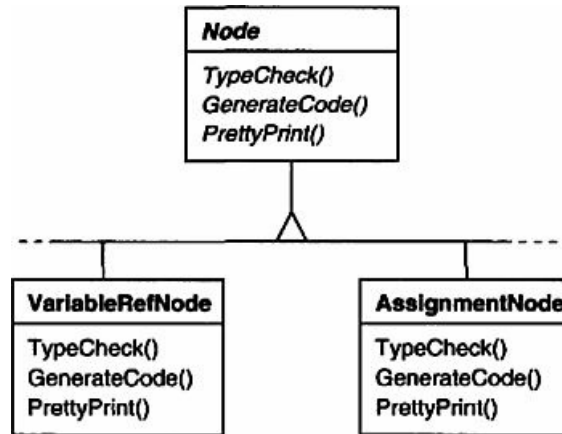 Node
TypeCheck()
GenerateCode()
PrettyPrint()
VariableRefNode
TypeCheck()
GenerateCode()
PrettyPrint()
AssignmentNode
TypeCheck()
GenerateCode()
PrettyPrint()